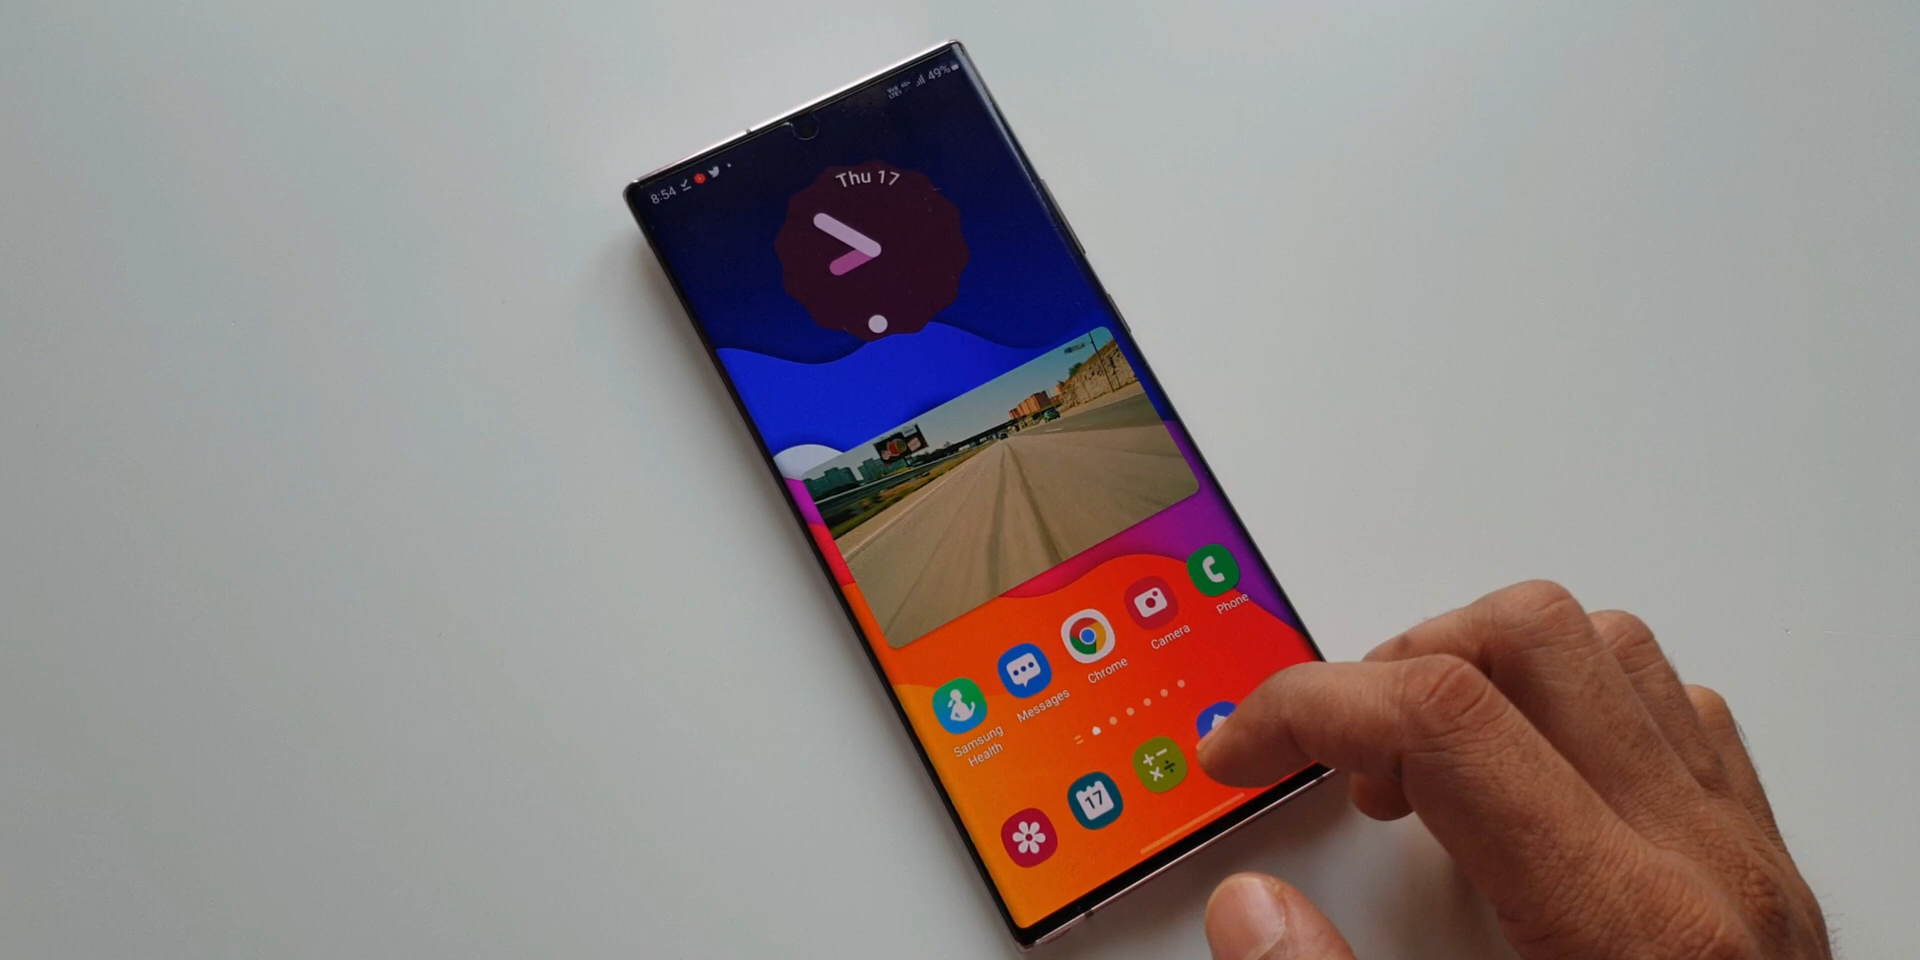 8:54
49%
Thu 17
Phone
Camera
Chrome
Messages
Samsung
Health
17